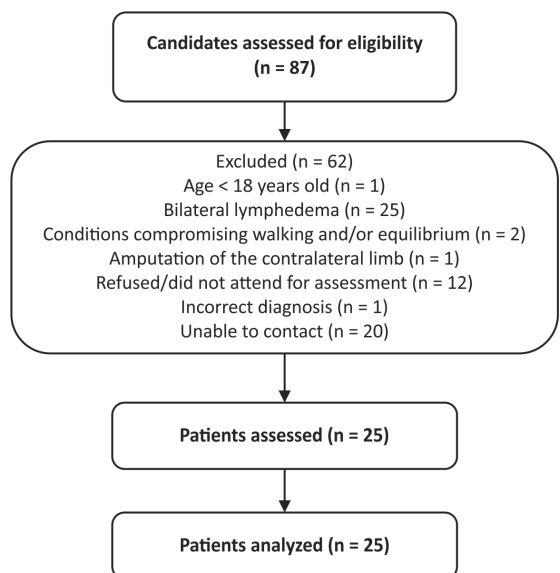 Candidates assessed for eligibility
(n = 87)
Excluded (n = 62)
Age < 18 years old (n = 1)
Bilateral lymphedema (n = 25)
Conditions compromising walking and/or equilibrium (n = 2)
Amputation of the contralateral limb (n = 1)
Refused/did not attend for assessment (n = 12)
Incorrect diagnosis (n = 1)
Unable to contact (n = 20)
Patients assessed (n = 25)
Patients analyzed (n = 25)